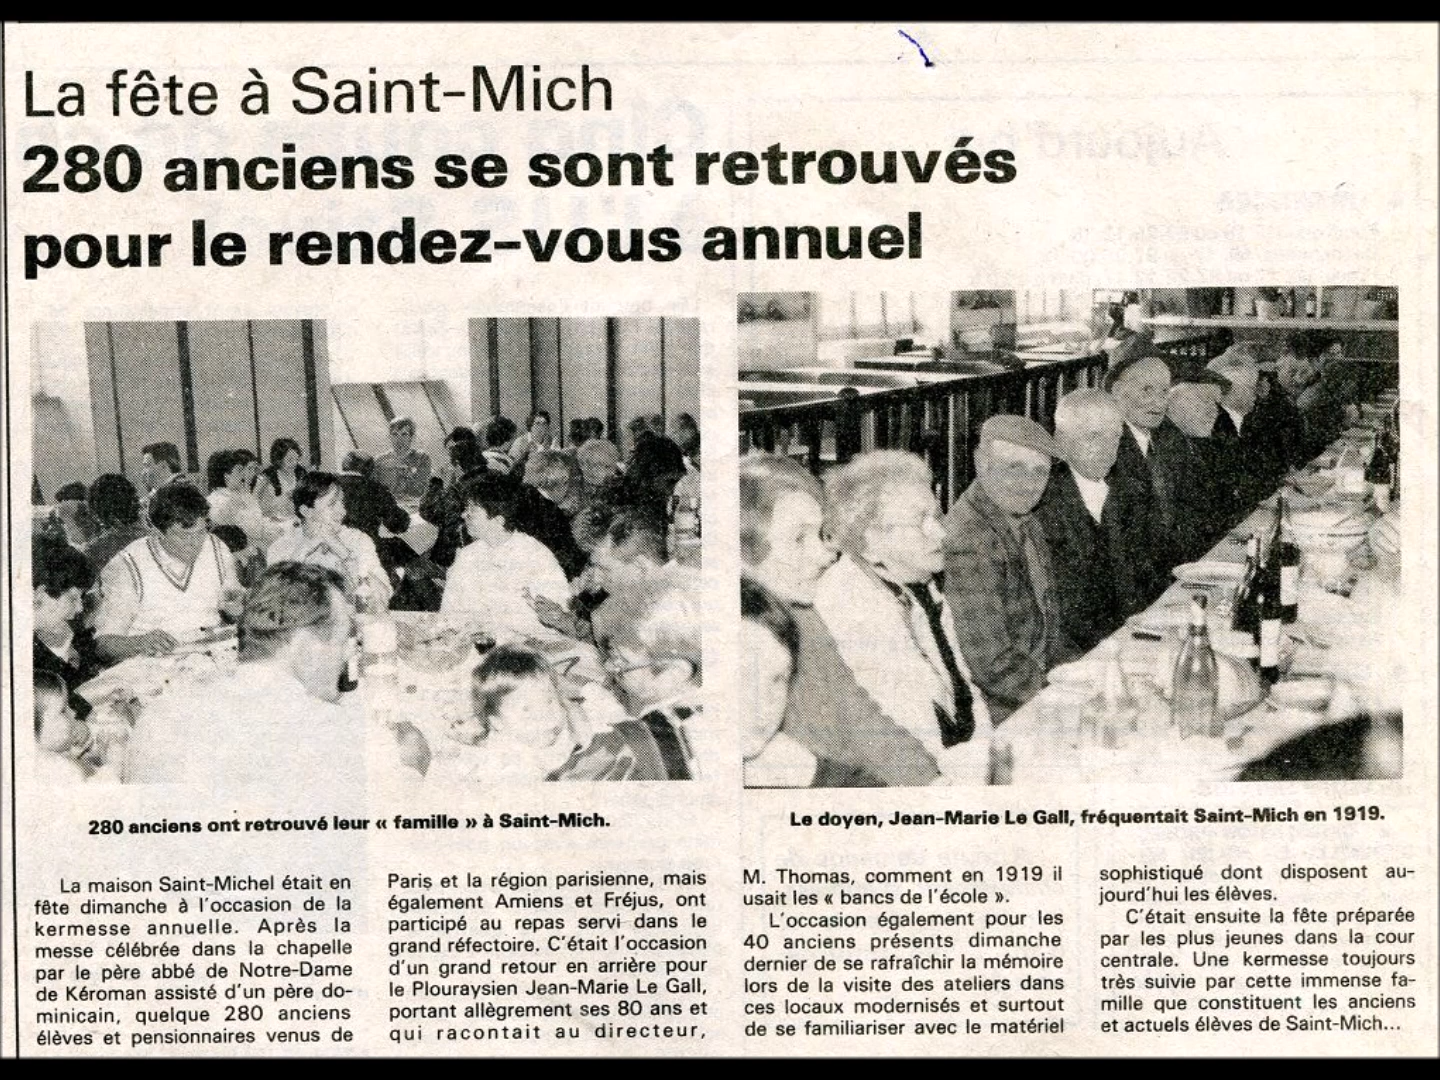 La fête à Saint-Mich
280 anciens se sont retrouvés
pour le rendez-vous annuel
280 anciens ont retrouvé leur « famille » à Saint-Mich.
Le doyen, Jean-Marie Le Gall, fréquentait Saint-Mich en 1919.
La maison Saint-Michel était en
fête dimanche à l'occasion de la
kermesse annuelle. Après la
messe célébrée dans la chapelle
par le père abbé de Notre-Dame
de Kéroman assisté d'un père do-
minicain, quelque 280 anciens
élèves et pensionnaires venus de
Paris et la région parisienne, mais
également Amiens et Fréjus, ont
participé au repas servi dans le
grand réfectoire. C'était l'occasion
d'un grand retour en arrière pour
le Plouraysien Jean-Marie Le Gall,
portant allègrement ses 80 ans et
qui racontait au directeur,
M. Thomas, comment en 1919 il
usait les « bancs de l'école ».
L'occasion également pour les
40 anciens présents dimanche
dernier de se rafraîchir la mémoire
lors de la visite des ateliers dans
ces locaux modernisés et surtout
de se familiariser avec le matériel
sophistiqué dont disposent au-
jourd'hui les élèves.
C'était ensuite la fête préparée
par les plus jeunes dans la cour
centrale. Une kermesse toujours
très suivie par cette immense fa-
mille que constituent les anciens
et actuels élèves de Saint-Mich...